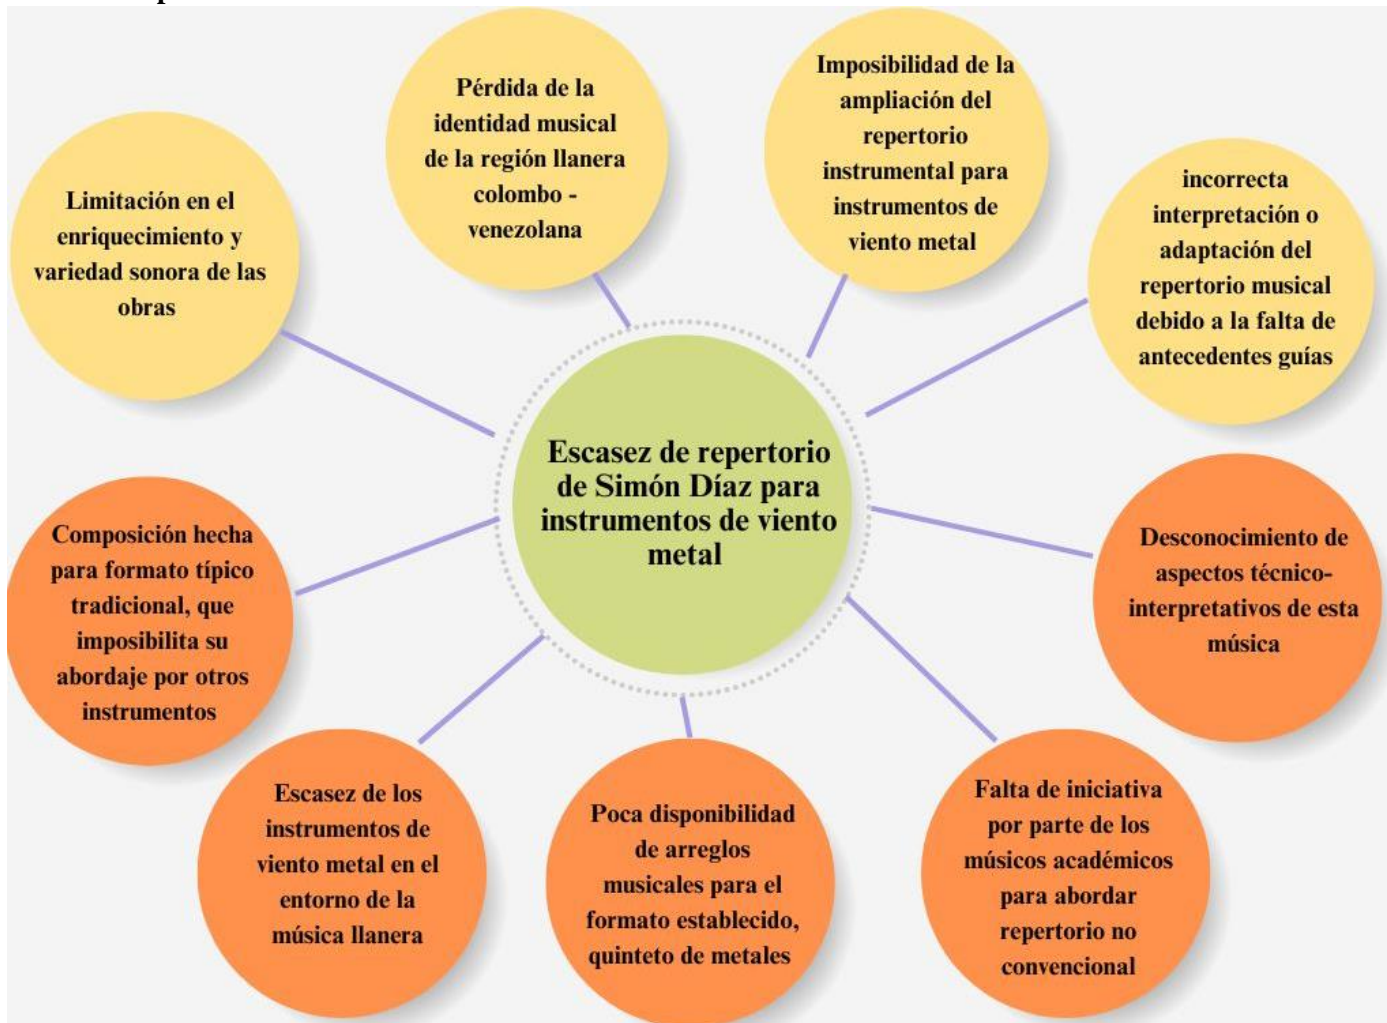 Limitación en el
enriquecimiento y
variedad sonora de las
obras
Pérdida de la
identidad musical
de la región llanera
colombo -
venezolana
Imposibilidad de la
ampliación del
repertorio
instrumental para
instrumentos de
viento metal
incorrecta
interpretación o
adaptación del
repertorio musical
debido a la falta de
antecedentes guías
Escasez de repertorio
de Simón Díaz para
instrumentos de viento
metal
Composición hecha
para formato típico
tradicional, que
imposibilita su
abordaje por otros
instrumentos
Escasez de los
instrumentos de
viento metal en el
entorno de la
música llanera
Poca disponibilidad
de arreglos
musicales para el
formato establecido,
quinteto de metales
Falta de iniciativa
por parte de los
músicos académicos
para abordar
repertorio no
convencional
Desconocimiento de
aspectos técnico-
interpretativos de esta
música